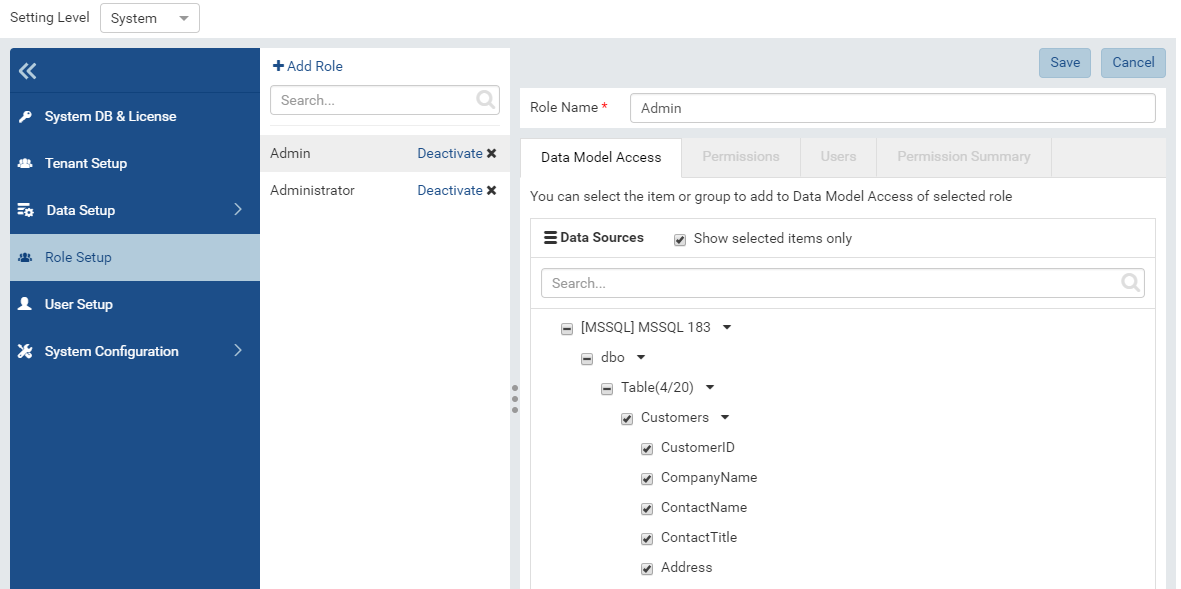 Setting Level System
System DB & License
Tenant Setup
Data Setup
Role Setup
User Setup
System Configuration
Add Role
Search...
Admin Deactivate
Administrator Deactivate
Save Cancel
Role Name * Admin
Data Model Access Permissions Users Permission Summary
You can select the item or group to add to Data Model Access of selected role
Data Sources Show selected items only
Search...
[MSSQL] MSSQL 183
dbo
Table(4/20)
Customers
CustomerID
CompanyName
ContactName
ContactTitle
Address